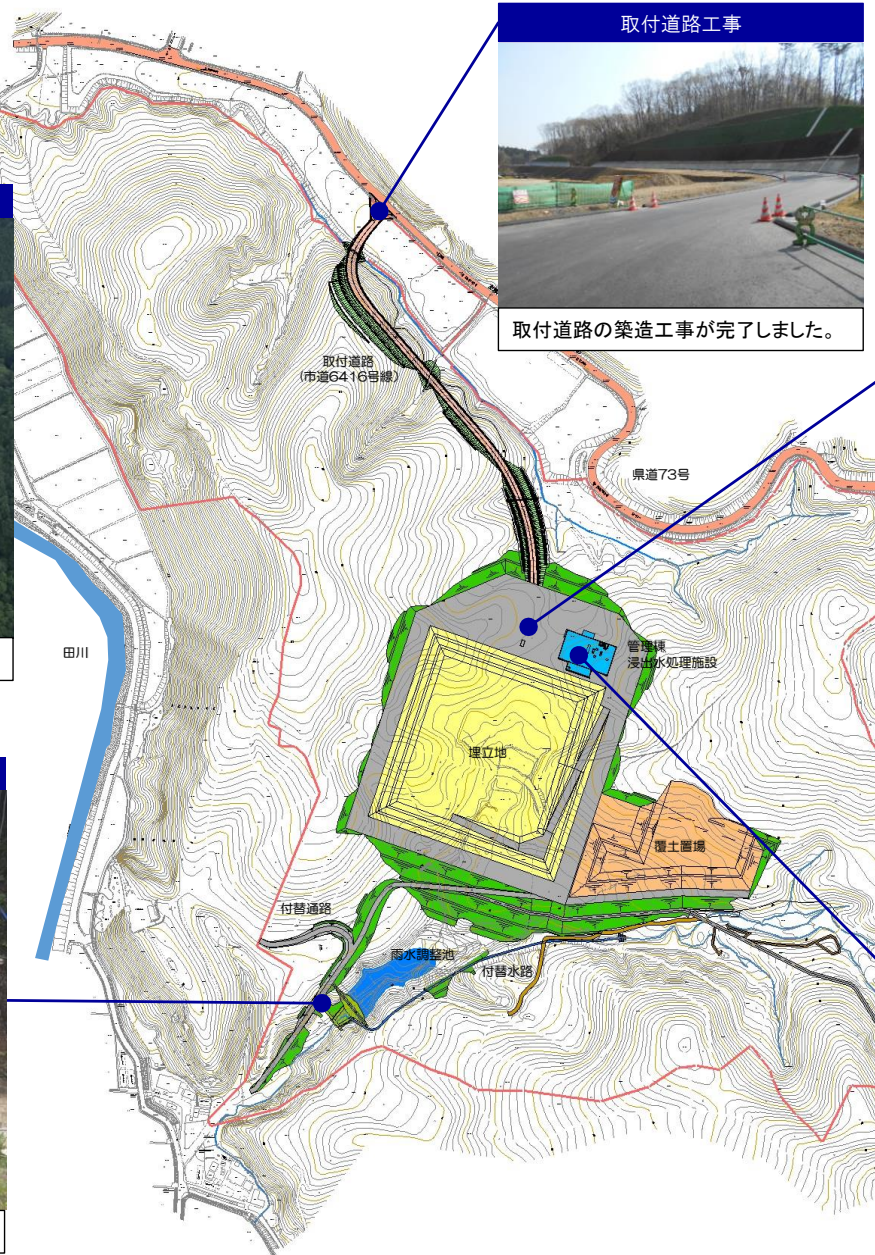 取付道路工事
取付道路の築造工事が完了しました。
取付道路
(市道6416号線)
県道73号
田川
管理棟
浸出水処理施設
埋立地
覆土置場
付替通路
雨水調整池
付替水路